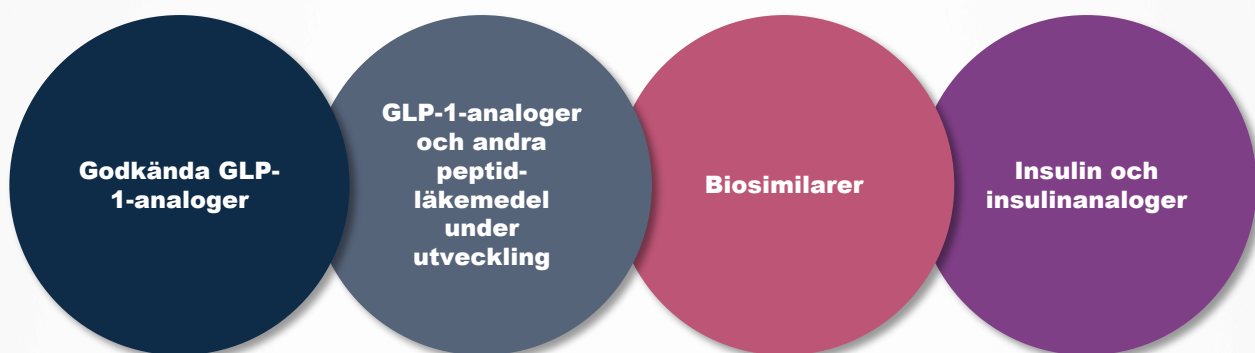 Godkända GLP-
1-analoger
GLP-1-analoger
och andra
peptid-
läkemedel
under
utveckling
Biosimilarer
Insulin och
insulinanaloger